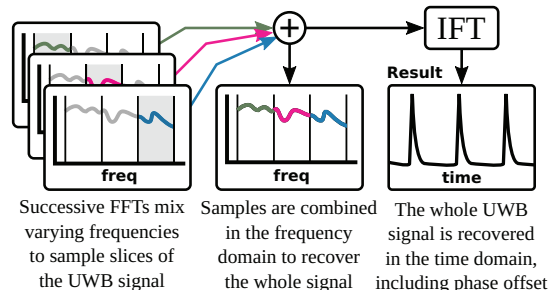 +
IFT
Result
freq
freq
time
Successive FFTs mix
varying frequencies
to sample slices of
the UWB signal
Samples are combined
in the frequency
domain to recover
the whole signal
The whole UWB
signal is recovered
in the time domain,
including phase offset